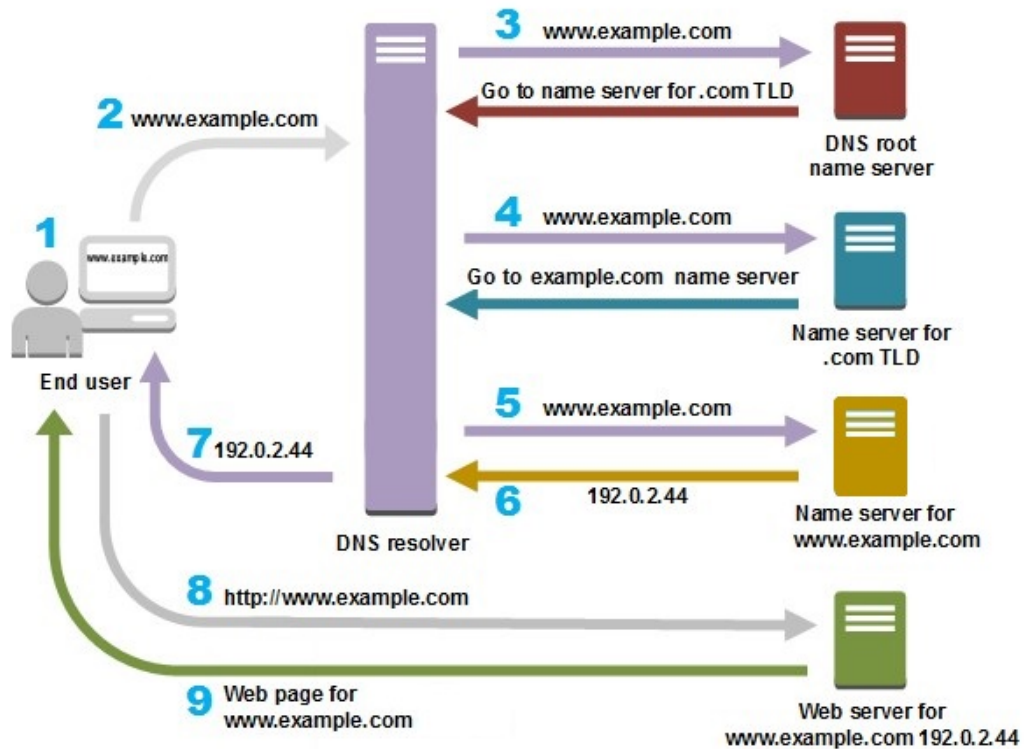 3 www.example.com
Go to name server for .com TLD
DNS root
name server
2 www.example.com
1
www.example.com
End user
4 www.example.com
Go to example.com name server
Name server for
.com TLD
5 www.example.com
6 192.0.2.44
Name server for
www.example.com
7 192.0.2.44
DNS resolver
8 http://www.example.com
9 Web page for
www.example.com
Web server for
www.example.com 192.0.2.44